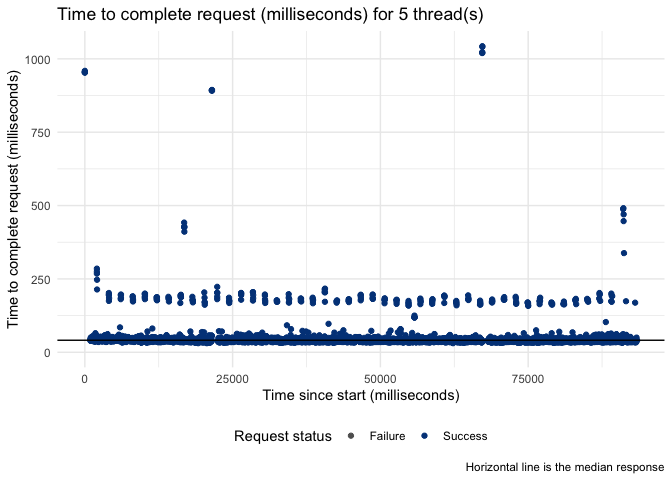 Time to complete request (milliseconds) for 5 thread(s)
Time to complete request (milliseconds)
1000
750
500
250
0
0
25000
50000
75000
Time since start (milliseconds)
Request status
Failure
Success
Horizontal line is the median response